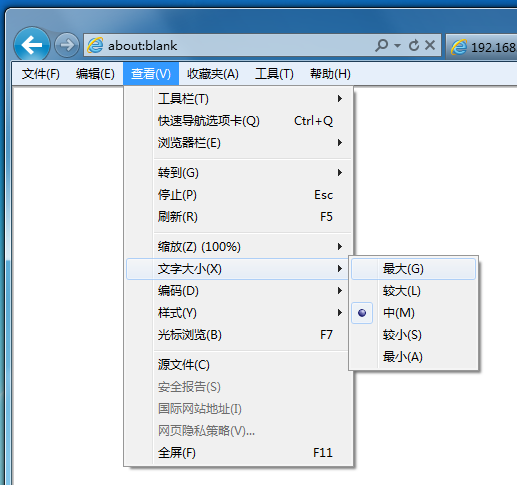 about:blank
192.168
文件(F) 编辑(E) 查看(V) 收藏夹(A) 工具(T) 帮助(H)
工具栏(T)
快速导航选项卡(Q) Ctrl+Q
浏览器栏(E)
转到(G)
停止(P) Esc
刷新(R) F5
缩放(Z) (100%)
文字大小(X)
编码(D)
样式(Y)
光标浏览(B) F7
源文件(C)
安全报告(S)
国际网站地址(I)
网页隐私策略(V)...
全屏(F) F11
最大(G)
较大(L)
中(M)
较小(S)
最小(A)